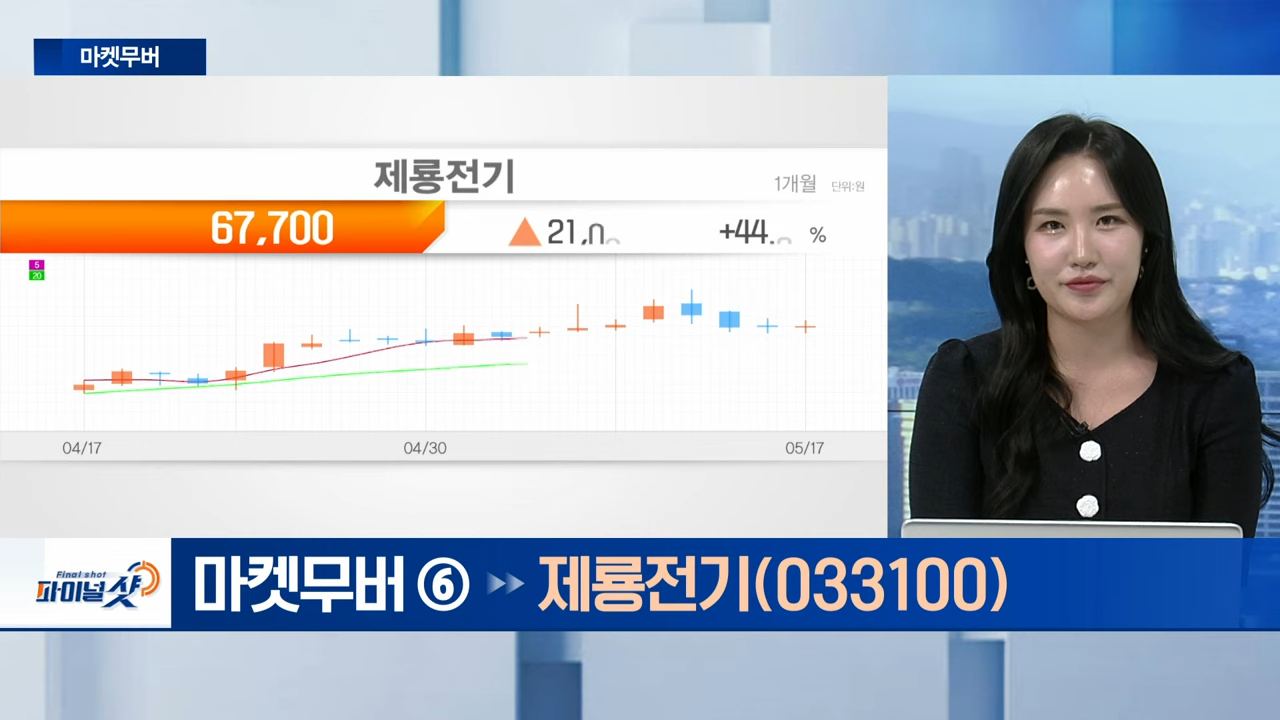 마켓무버
제룡전기
1개월 단위:원
67,700
+44. %
5
20
04/17 04/30 05/17
Final shot
파이널샷
마켓무버 ⑥ 제룡전기(033100)